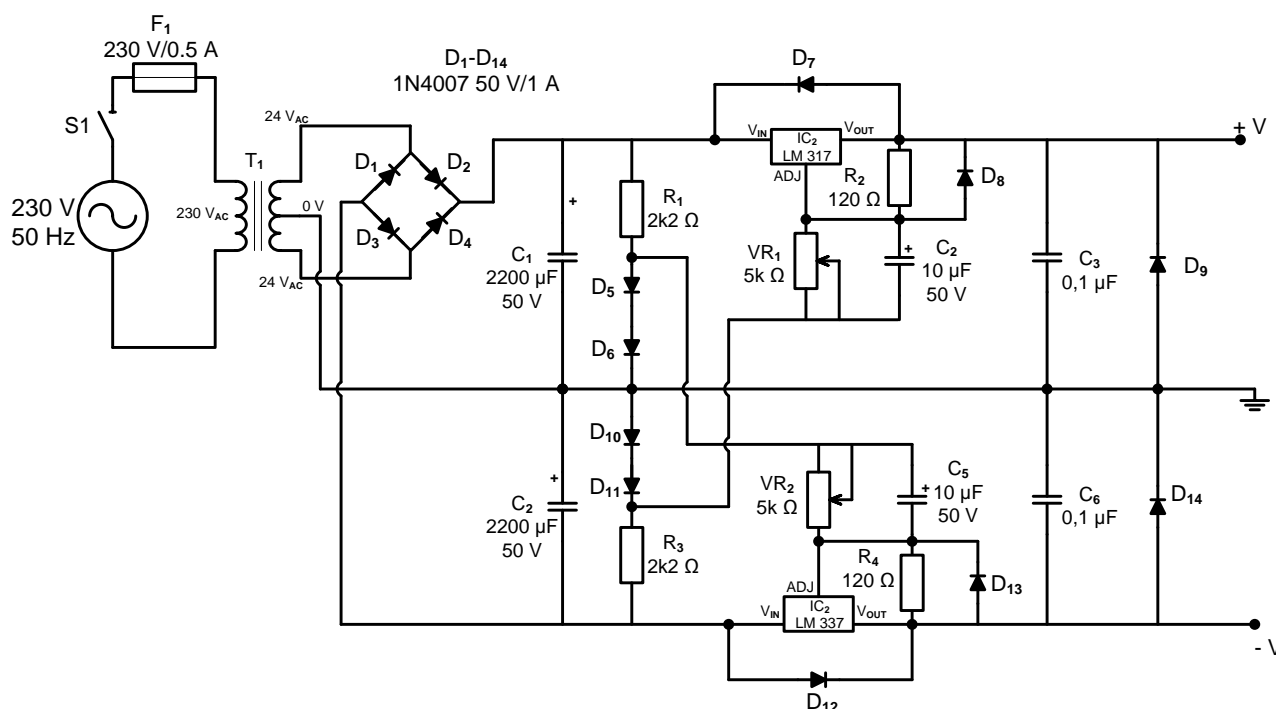 F1
230 V/0.5 A
S1
230 V
50 Hz
T1
230 VAC
24 VAC
0 V
24 VAC
D1-D14
1N4007 50 V/1 A
D1
D2
D3
D4
C1
2200 µF
50 V
+
R1
2k2 Ω
D5
D6
D7
VIN
IC2
LM 317
VOUT
ADJ
R2
120 Ω
D8
VR1
5k Ω
+
C2
10 µF
50 V
C3
0,1 µF
D9
+ V
D10
D11
+
C2
2200 µF
50 V
R3
2k2 Ω
VR2
5k Ω
C5
+
10 µF
50 V
R4
120 Ω
ADJ
VIN
IC2
LM 337
VOUT
D12
D13
C6
0,1 µF
D14
- V